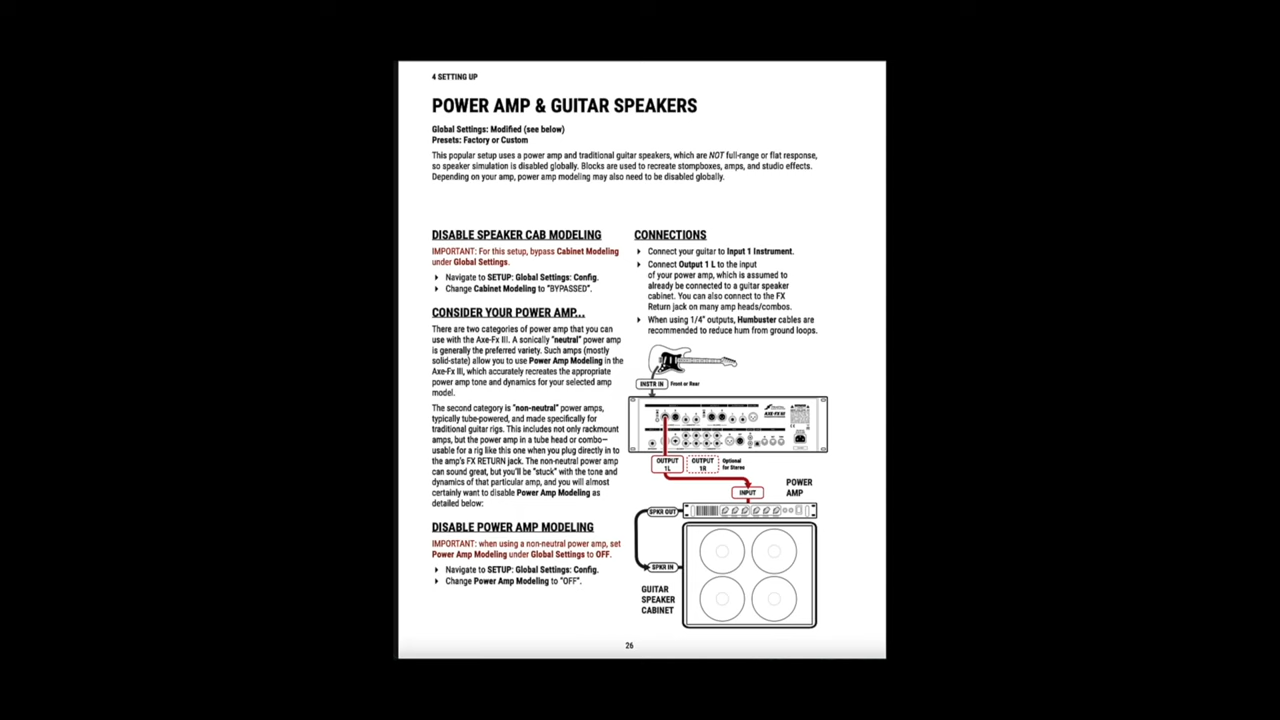 4 SETTING UP
POWER AMP & GUITAR SPEAKERS
Global Settings: Modified (see below)
Presets: Factory or Custom
This popular setup uses a power amp and traditional guitar speakers, which are NOT full-range or flat response,
so speaker simulation is disabled globally. Blocks are used to recreate stompboxes, amps, and studio effects.
Depending on your amp, power amp modeling may also need to be disabled globally.
DISABLE SPEAKER CAB MODELING
IMPORTANT: For this setup, bypass Cabinet Modeling
under Global Settings.
Navigate to SETUP: Global Settings: Config.
Change Cabinet Modeling to "BYPASSED".
CONSIDER YOUR POWER AMP...
There are two categories of power amp that you can
use with the Axe-Fx III. A sonically "neutral" power amp
is generally the preferred variety. Such amps (mostly
solid-state) allow you to use Power Amp Modeling in the
Axe-Fx III, which accurately recreates the appropriate
power amp tone and dynamics for your selected amp
model.
The second category is "non-neutral" power amps,
typically tube-powered, and made specifically for
traditional guitar rigs. This includes not only rackmount
amps, but the power amp in a tube head or combo—
usable for a rig like this one when you plug directly in to
the amp's FX RETURN jack. The non-neutral power amp
can sound great, but you'll be "stuck" with the tone and
dynamics of that particular amp, and you will almost
certainly want to disable Power Amp Modeling as
detailed below:
DISABLE POWER AMP MODELING
IMPORTANT: when using a non-neutral power amp, set
Power Amp Modeling under Global Settings to OFF.
Navigate to SETUP: Global Settings: Config.
Change Power Amp Modeling to "OFF".
CONNECTIONS
Connect your guitar to Input 1 Instrument.
Connect Output 1 L to the input
of your power amp, which is assumed to
already be connected to a guitar speaker
cabinet. You can also connect to the FX
Return jack on many amp heads/combos.
When using 1/4" outputs, Humbuster cables are
recommended to reduce hum from ground loops.
INSTR IN
Front or Rear
OUTPUT
1L
OUTPUT
1R
Optional
for Stereo
INPUT
POWER
AMP
SPKR OUT
SPKR IN
GUITAR
SPEAKER
CABINET
26